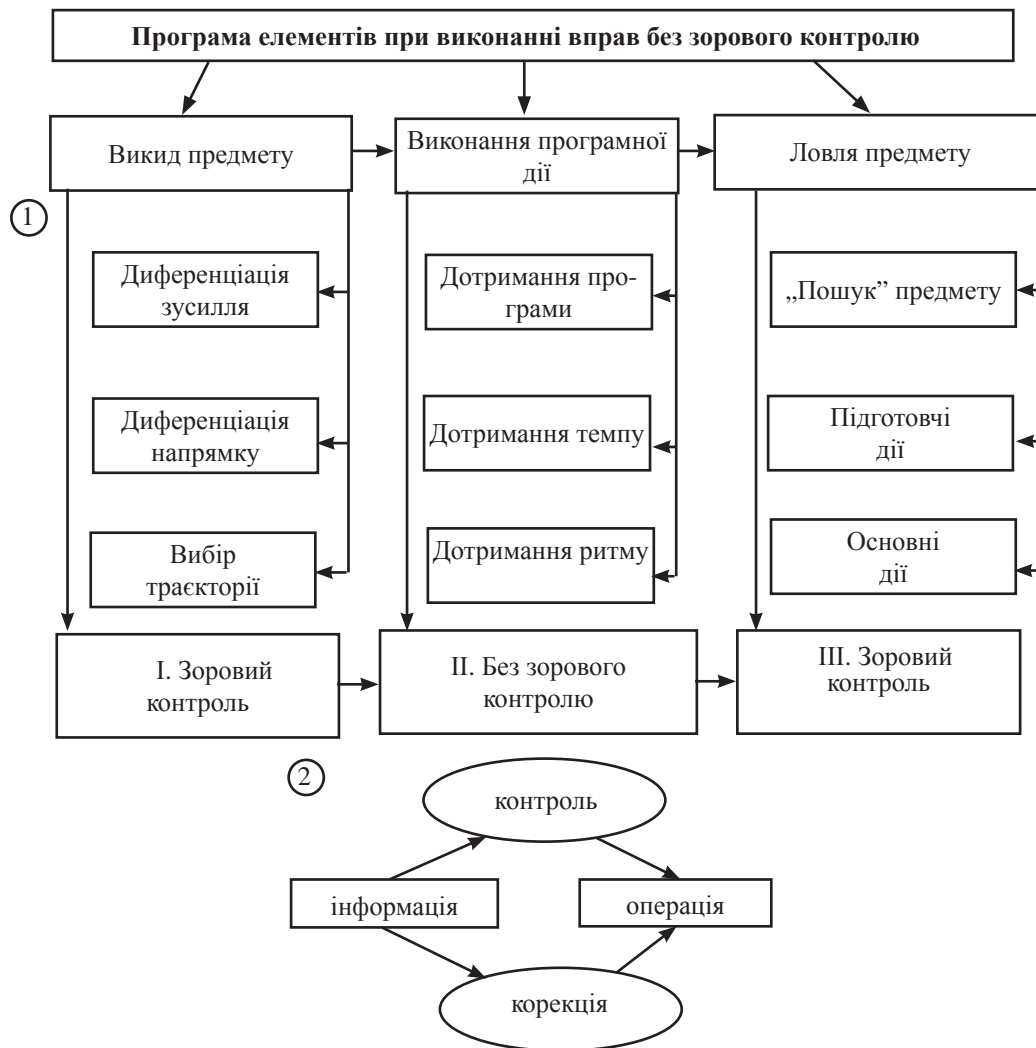 Програма елементів при виконанні вправ без зорового контролю
Викид предмету
Виконання програмної
дії
Ловля предмету
1
Диференціація
зусилля
Дотримання про-
грами
„Пошук” предмету
Диференціація
напрямку
Дотримання темпу
Підготовчі
дії
Вибір
траєкторії
Дотримання ритму
Основні
дії
I. Зоровий
контроль
II. Без зорового
контролю
III. Зоровий
контроль
2
контроль
інформація
операція
корекція